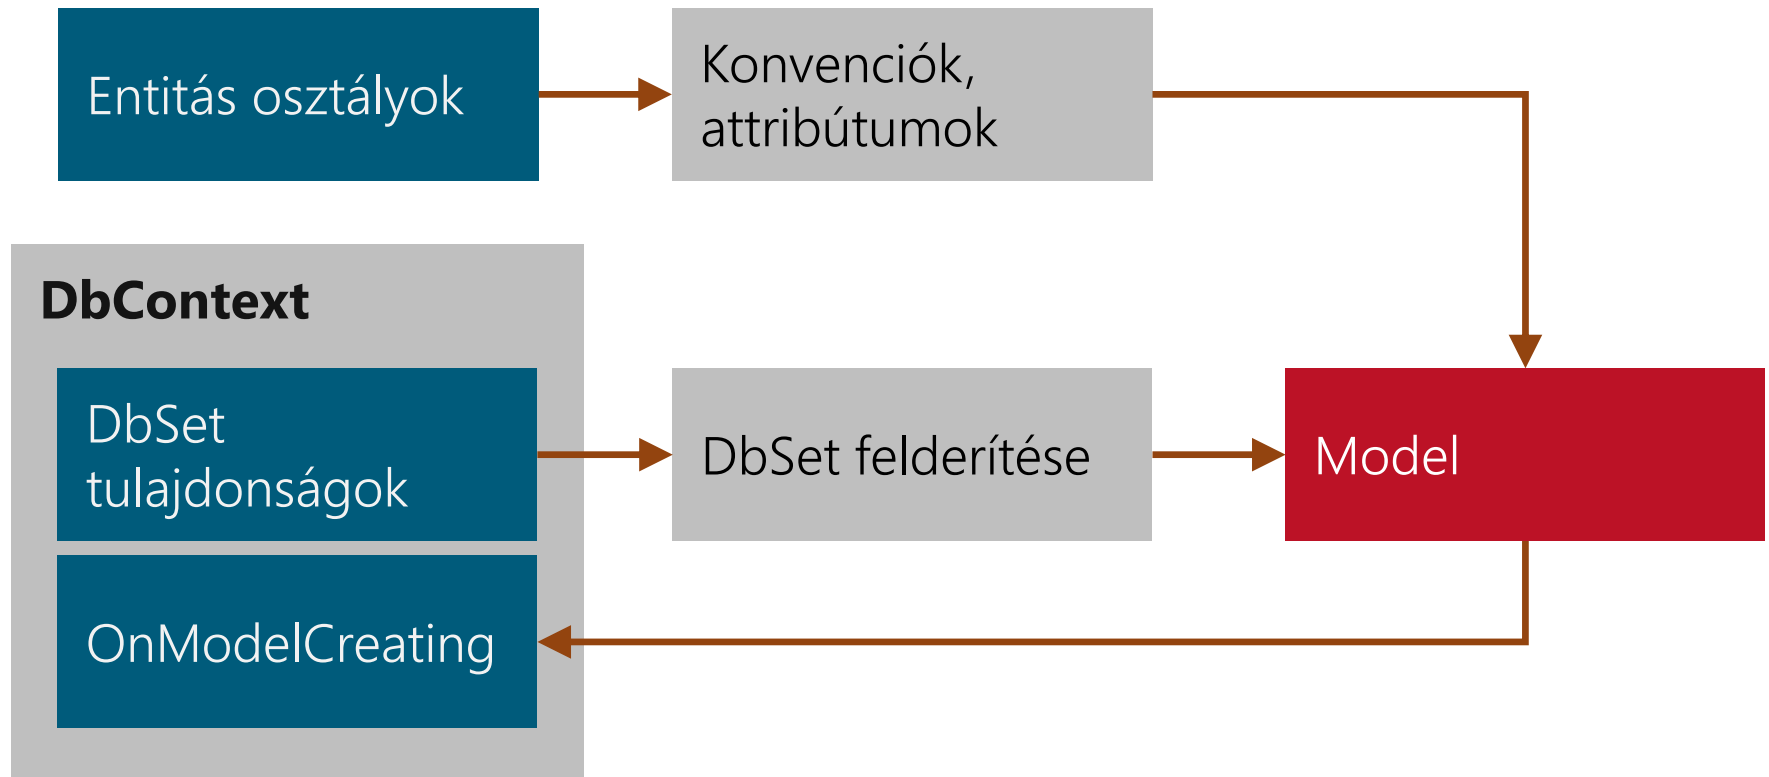 Entitás osztályok
Konvenciók,
attribútumok
DbContext
DbSet
tulajdonságok
DbSet felderítése
Model
OnModelCreating